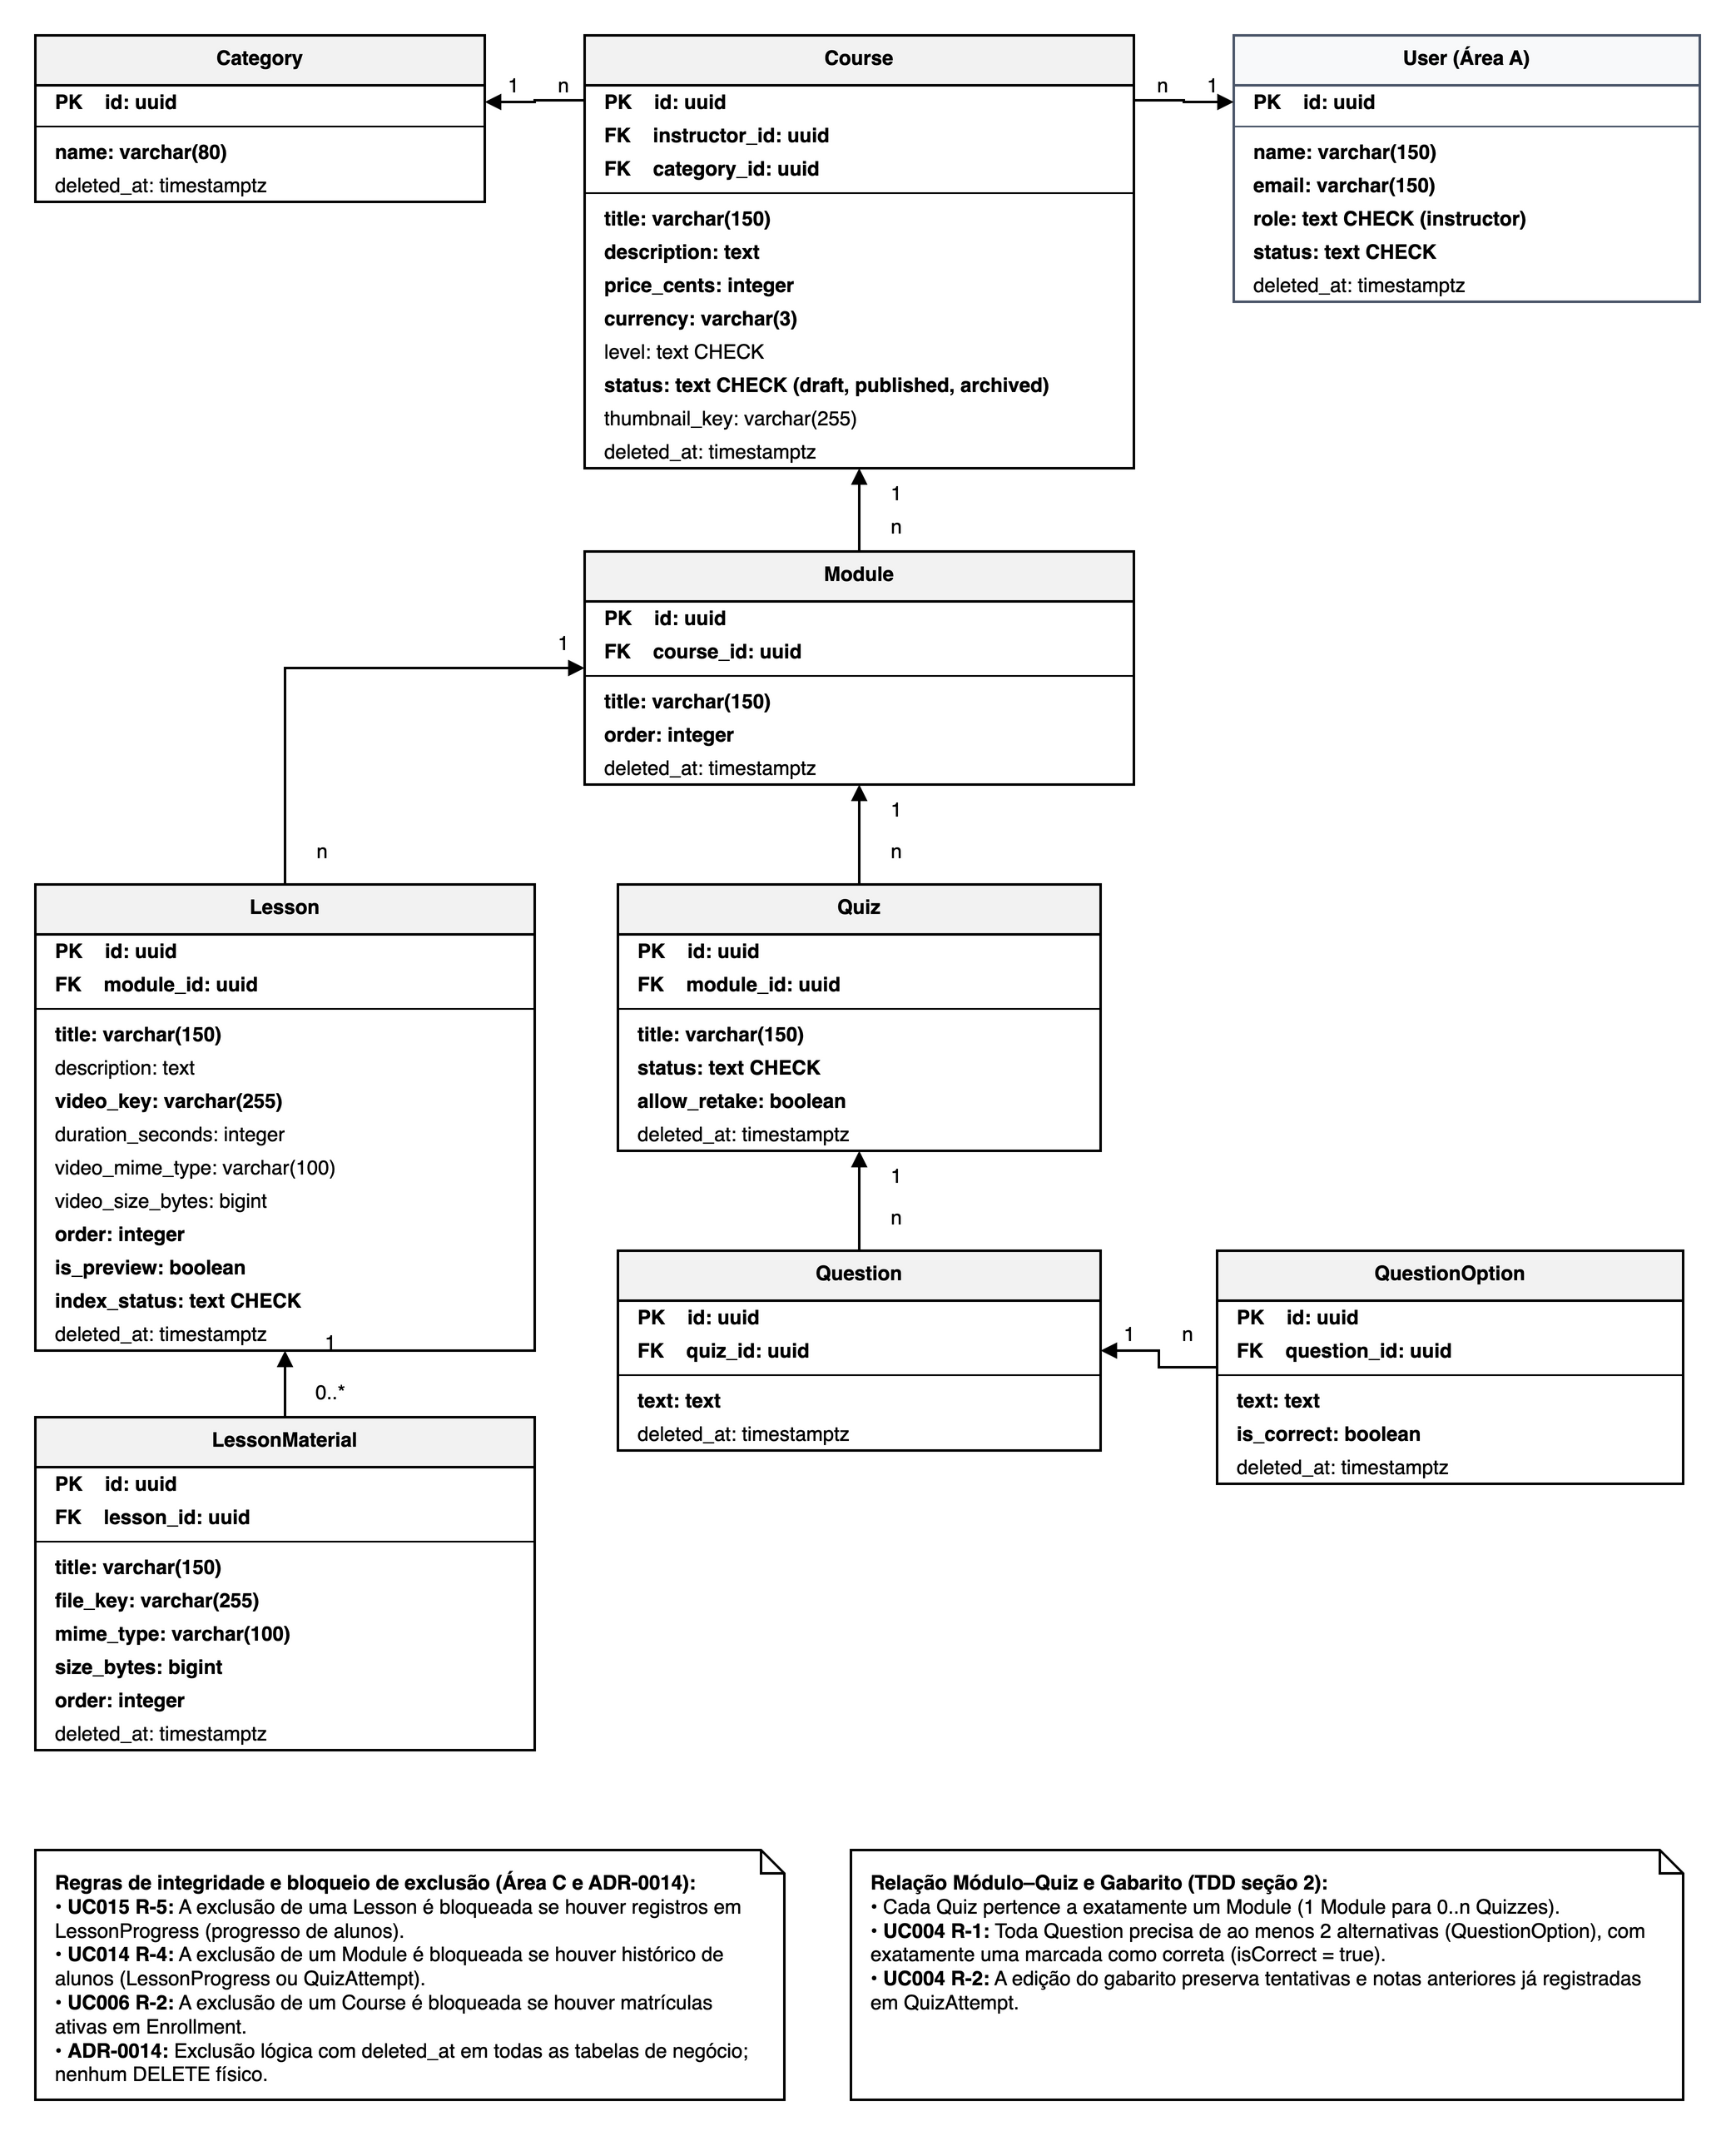 Category
PK id: uuid
name: varchar(80)
deleted_at: timestamptz
1
n
Course
PK id: uuid
FK instructor_id: uuid
FK category_id: uuid
title: varchar(150)
description: text
price_cents: integer
currency: varchar(3)
level: text CHECK
status: text CHECK (draft, published, archived)
thumbnail_key: varchar(255)
deleted_at: timestamptz
n
1
User (Área A)
PK id: uuid
name: varchar(150)
email: varchar(150)
role: text CHECK (instructor)
status: text CHECK
deleted_at: timestamptz
1
n
Module
PK id: uuid
FK course_id: uuid
title: varchar(150)
order: integer
deleted_at: timestamptz
1
n
1
n
Lesson
PK id: uuid
FK module_id: uuid
title: varchar(150)
description: text
video_key: varchar(255)
duration_seconds: integer
video_mime_type: varchar(100)
video_size_bytes: bigint
order: integer
is_preview: boolean
index_status: text CHECK
deleted_at: timestamptz
1
0..*
Quiz
PK id: uuid
FK module_id: uuid
title: varchar(150)
status: text CHECK
allow_retake: boolean
deleted_at: timestamptz
1
n
Question
PK id: uuid
FK quiz_id: uuid
text: text
deleted_at: timestamptz
1
n
QuestionOption
PK id: uuid
FK question_id: uuid
text: text
is_correct: boolean
deleted_at: timestamptz
LessonMaterial
PK id: uuid
FK lesson_id: uuid
title: varchar(150)
file_key: varchar(255)
mime_type: varchar(100)
size_bytes: bigint
order: integer
deleted_at: timestamptz
Regras de integridade e bloqueio de exclusão (Área C e ADR-0014):
• UC015 R-5: A exclusão de uma Lesson é bloqueada se houver registros em
LessonProgress (progresso de alunos).
• UC014 R-4: A exclusão de um Module é bloqueada se houver histórico de
alunos (LessonProgress ou QuizAttempt).
• UC006 R-2: A exclusão de um Course é bloqueada se houver matrículas
ativas em Enrollment.
• ADR-0014: Exclusão lógica com deleted_at em todas as tabelas de negócio;
nenhum DELETE físico.
Relação Módulo–Quiz e Gabarito (TDD seção 2):
• Cada Quiz pertence a exatamente um Module (1 Module para 0..n Quizzes).
• UC004 R-1: Toda Question precisa de ao menos 2 alternativas (QuestionOption), com
exatamente uma marcada como correta (isCorrect = true).
• UC004 R-2: A edição do gabarito preserva tentativas e notas anteriores já registradas
em QuizAttempt.